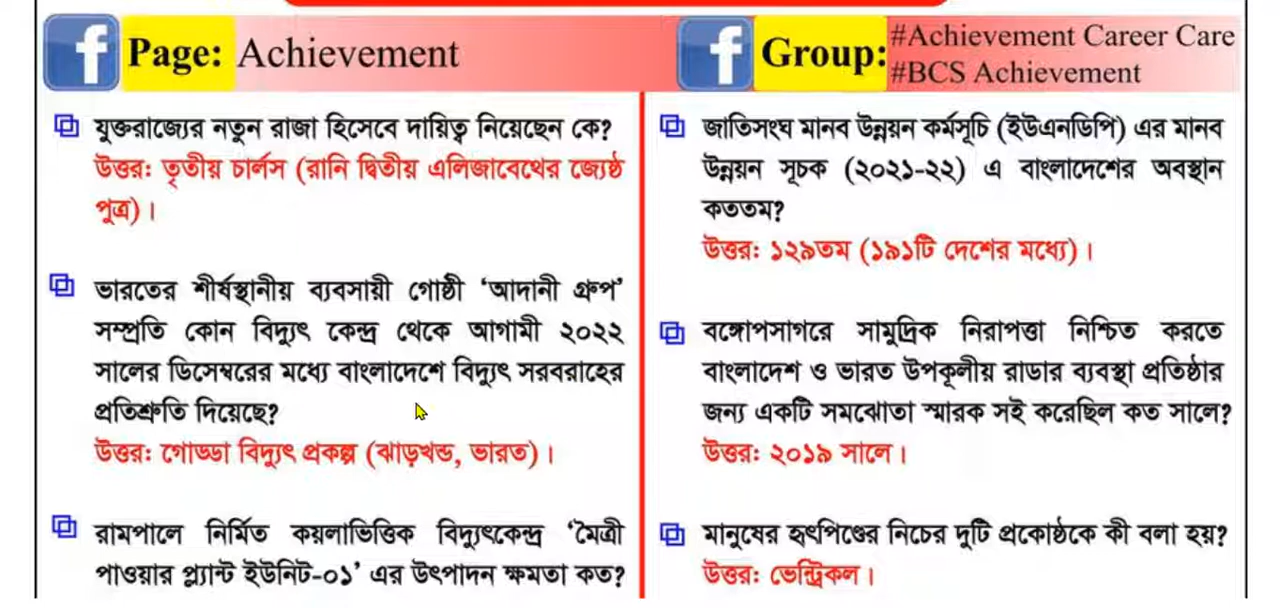 Page: Achievement
Group: #Achievement Career Care
#BCS Achievement
যুক্তরাজ্যের নতুন রাজা হিসেবে দায়িত্ব নিয়েছেন কে?
উত্তর: তৃতীয় চার্লস (রানি দ্বিতীয় এলিজাবেথের জ্যেষ্ঠ
পুত্র)।
ভারতের শীর্ষস্থানীয় ব্যবসায়ী গোষ্ঠী ‘আদানী গ্রুপ’
সম্প্রতি কোন বিদ্যুৎ কেন্দ্র থেকে আগামী ২০২২
সালের ডিসেম্বরের মধ্যে বাংলাদেশে বিদ্যুৎ সরবরাহের
প্রতিশ্রুতি দিয়েছে?
উত্তর: গোড্ডা বিদ্যুৎ প্রকল্প (ঝাড়খন্ড, ভারত)।
রামপালে নির্মিত কয়লাভিত্তিক বিদ্যুৎকেন্দ্র ‘মৈত্রী
পাওয়ার প্ল্যান্ট ইউনিট-০১’ এর উৎপাদন ক্ষমতা কত?
জাতিসংঘ মানব উন্নয়ন কর্মসূচি (ইউএনডিপি) এর মানব
উন্নয়ন সূচক (২০২১-২২) এ বাংলাদেশের অবস্থান
কততম?
উত্তর: ১২৯তম (১৯১টি দেশের মধ্যে)।
বঙ্গোপসাগরে সামুদ্রিক নিরাপত্তা নিশ্চিত করতে
বাংলাদেশ ও ভারত উপকূলীয় রাডার ব্যবস্থা প্রতিষ্ঠার
জন্য একটি সমঝোতা স্মারক সই করেছিল কত সালে?
উত্তর: ২০১৯ সালে।
মানুষের হৃৎপিণ্ডের নিচের দুটি প্রকোষ্ঠকে কী বলা হয়?
উত্তর: ভেন্ট্রিকল।